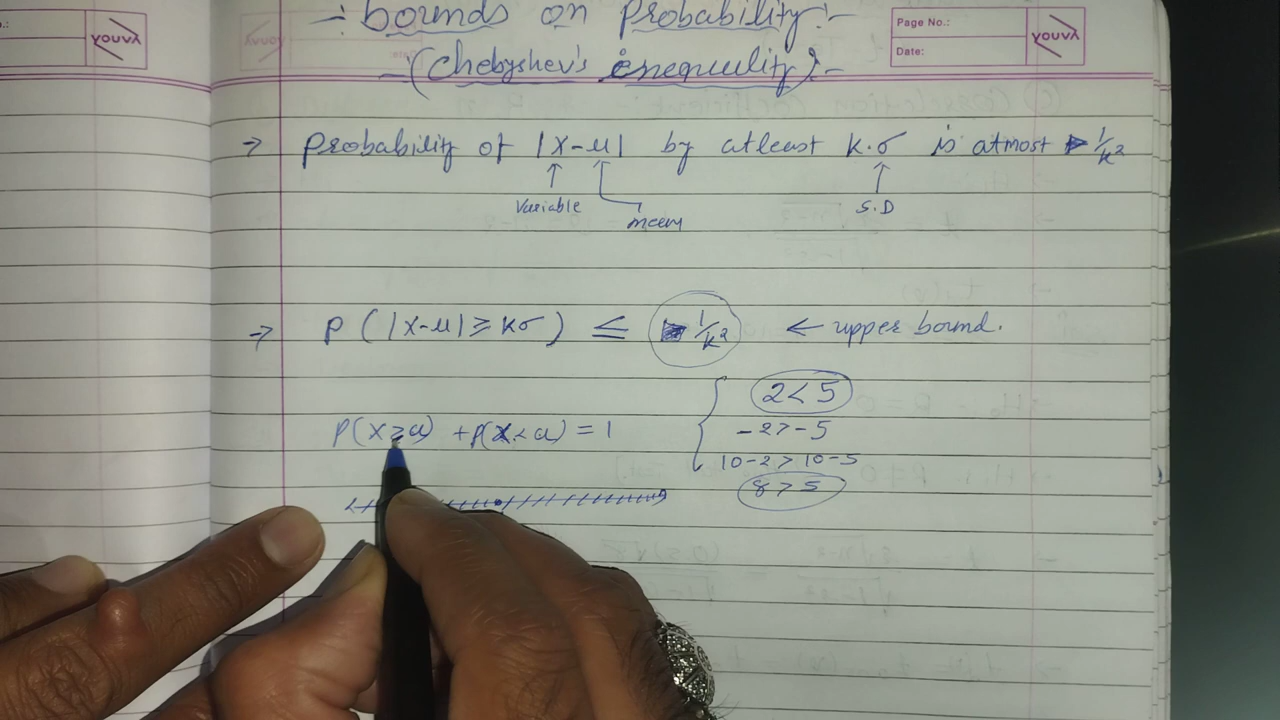 YOUVA
Page No.:
Date:
YOUVA
-: bounds on Probability :-
-(Chebyshev's inequality):-
→ Probability of |X-μ| by atleast k.σ is atmost 1/k²
Variable
mean
S.D
→ P (|X-μ| ≥ kσ) ≤ 1/k² ← upper bound.
2 < 5
P(X ≥ a) + P(X < a) = 1
-2 > -5
10-2 > 10-5
8 > 5